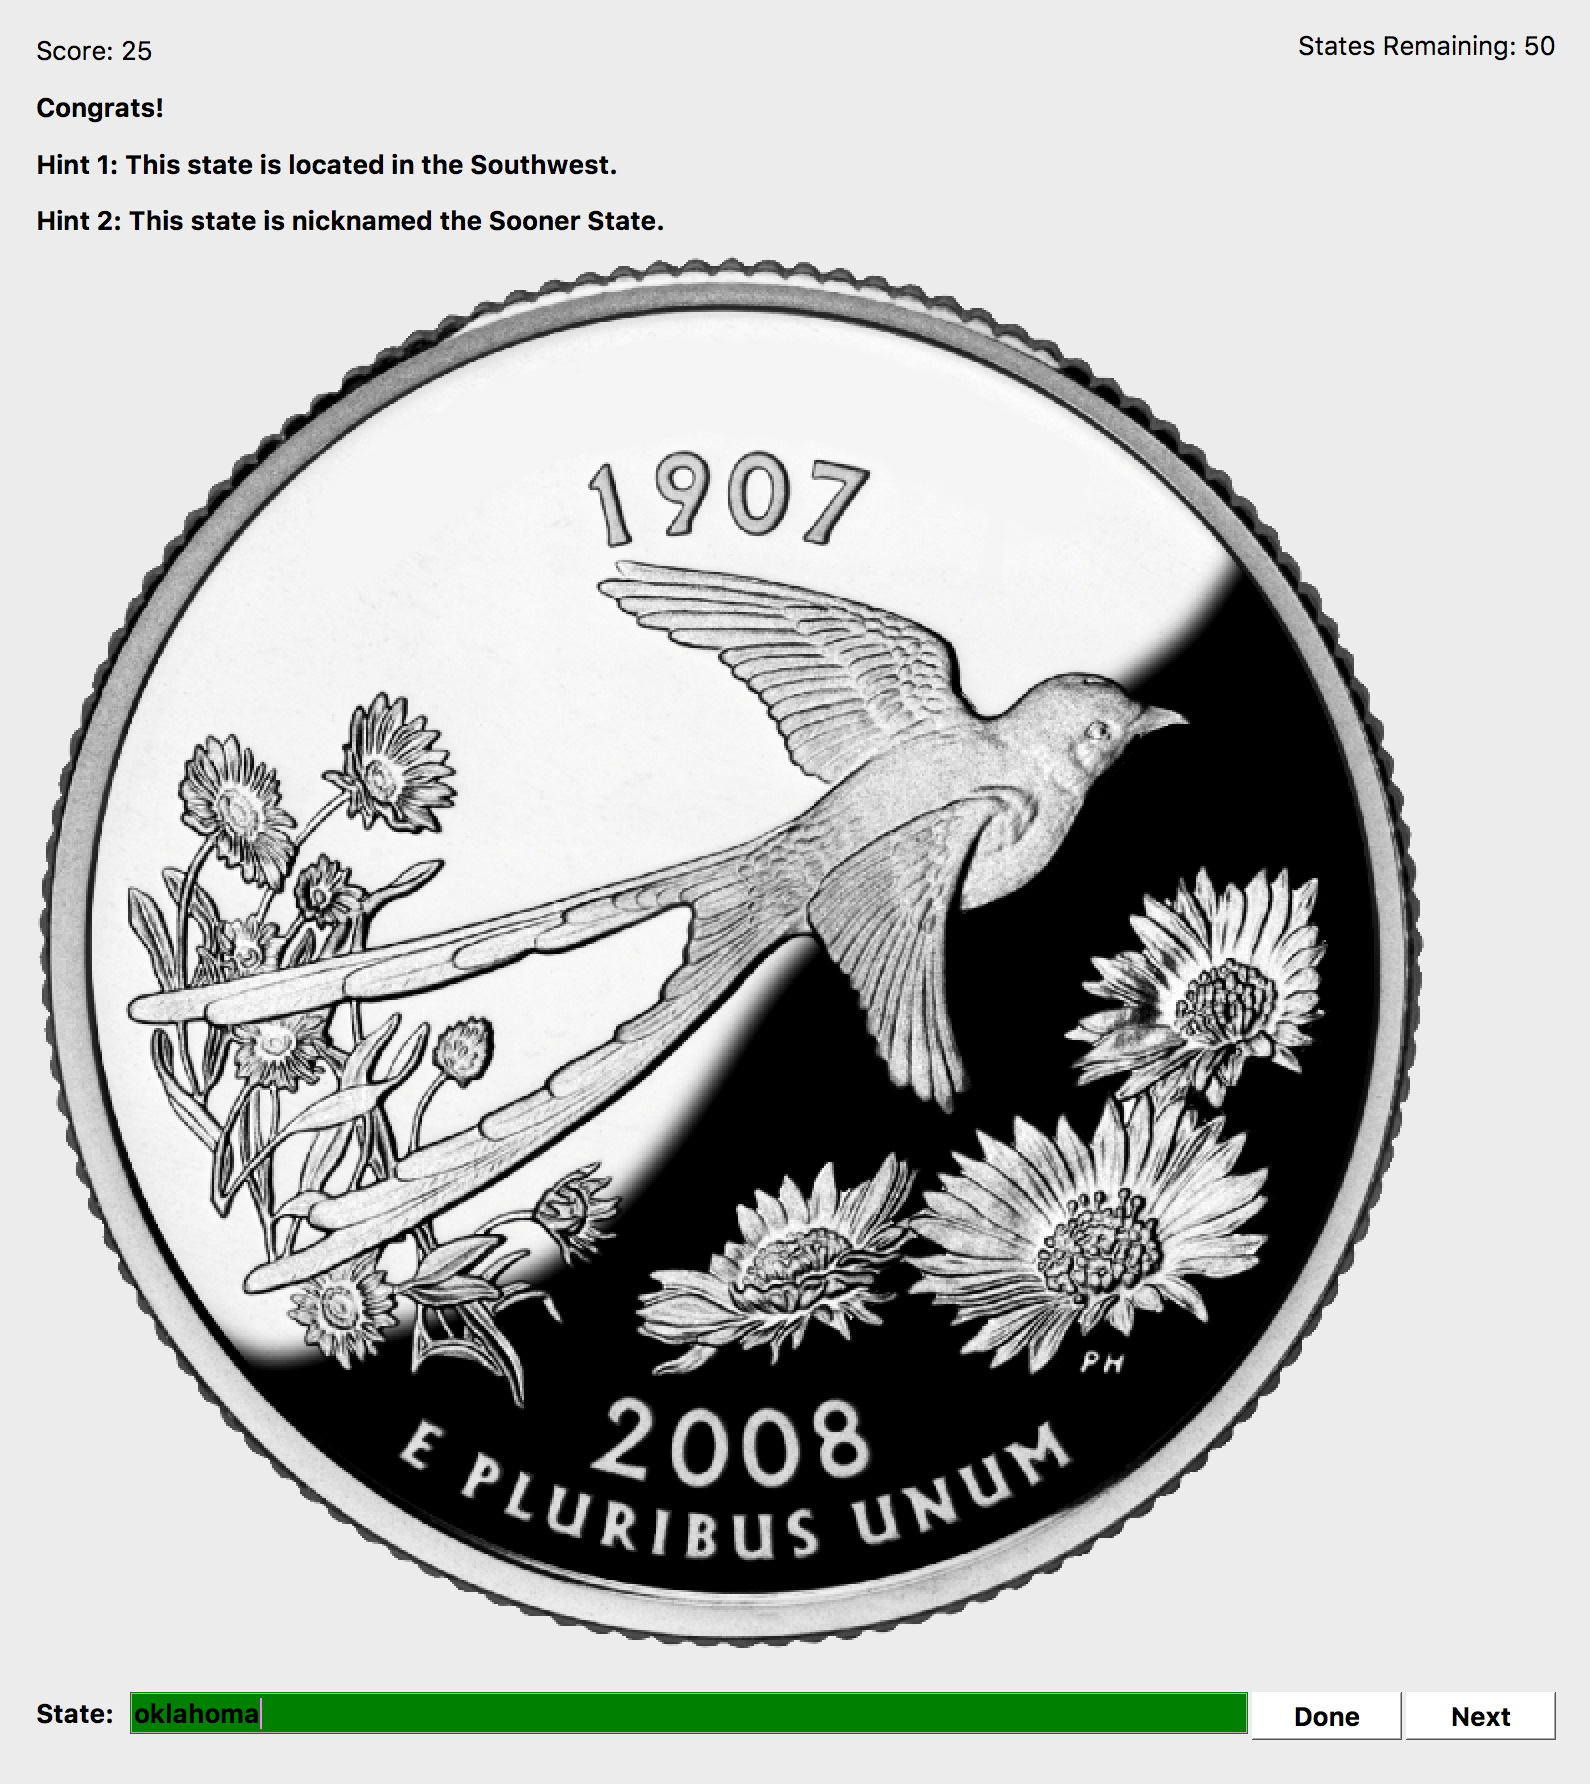 Score: 25
States Remaining: 50
Congrats!
Hint 1: This state is located in the Southwest.
Hint 2: This state is nicknamed the Sooner State.
1907
PH
2008
E PLURIBUS UNUM
State: oklahoma Done Next